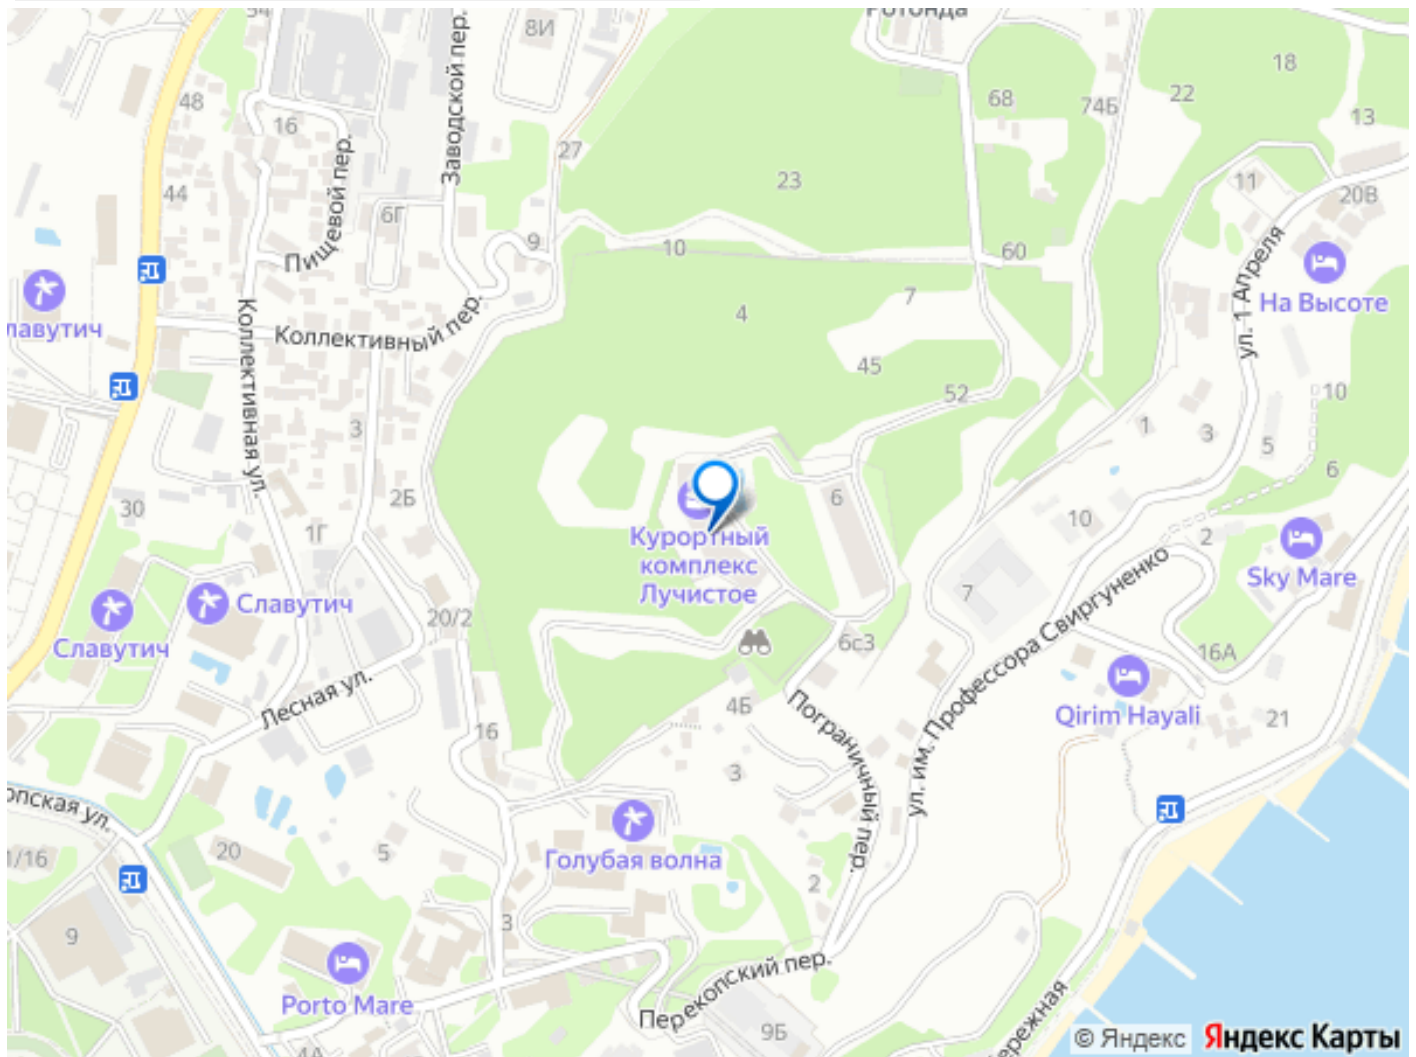 54
Заводской пер.
8И
Ротонда
18
48
68
74Б
22
13
16
27
Пищевой пер.
23
44
6Г
11
20В
9
10
60
ул. 1 Апреля
На Высоте
Коллективный пер.
4
7
Коллективная ул.
45
52
10
3
1
3
5
6
2Б
30
1Г
6
10
2
Курортный
комплекс
Лучистое
Sky Mare
7
Славутич
Славутич
20/2
6с3
16А
Лесная ул.
4Б
Пограничный пер.
ул. им. Профессора Свиргуненко
Qirim Hayali
21
16
3
1/16
20
5
Голубая волна
2
9
3
Porto Mare
Перекопский пер.
9Б
4А
© Яндекс
Яндекс Карты